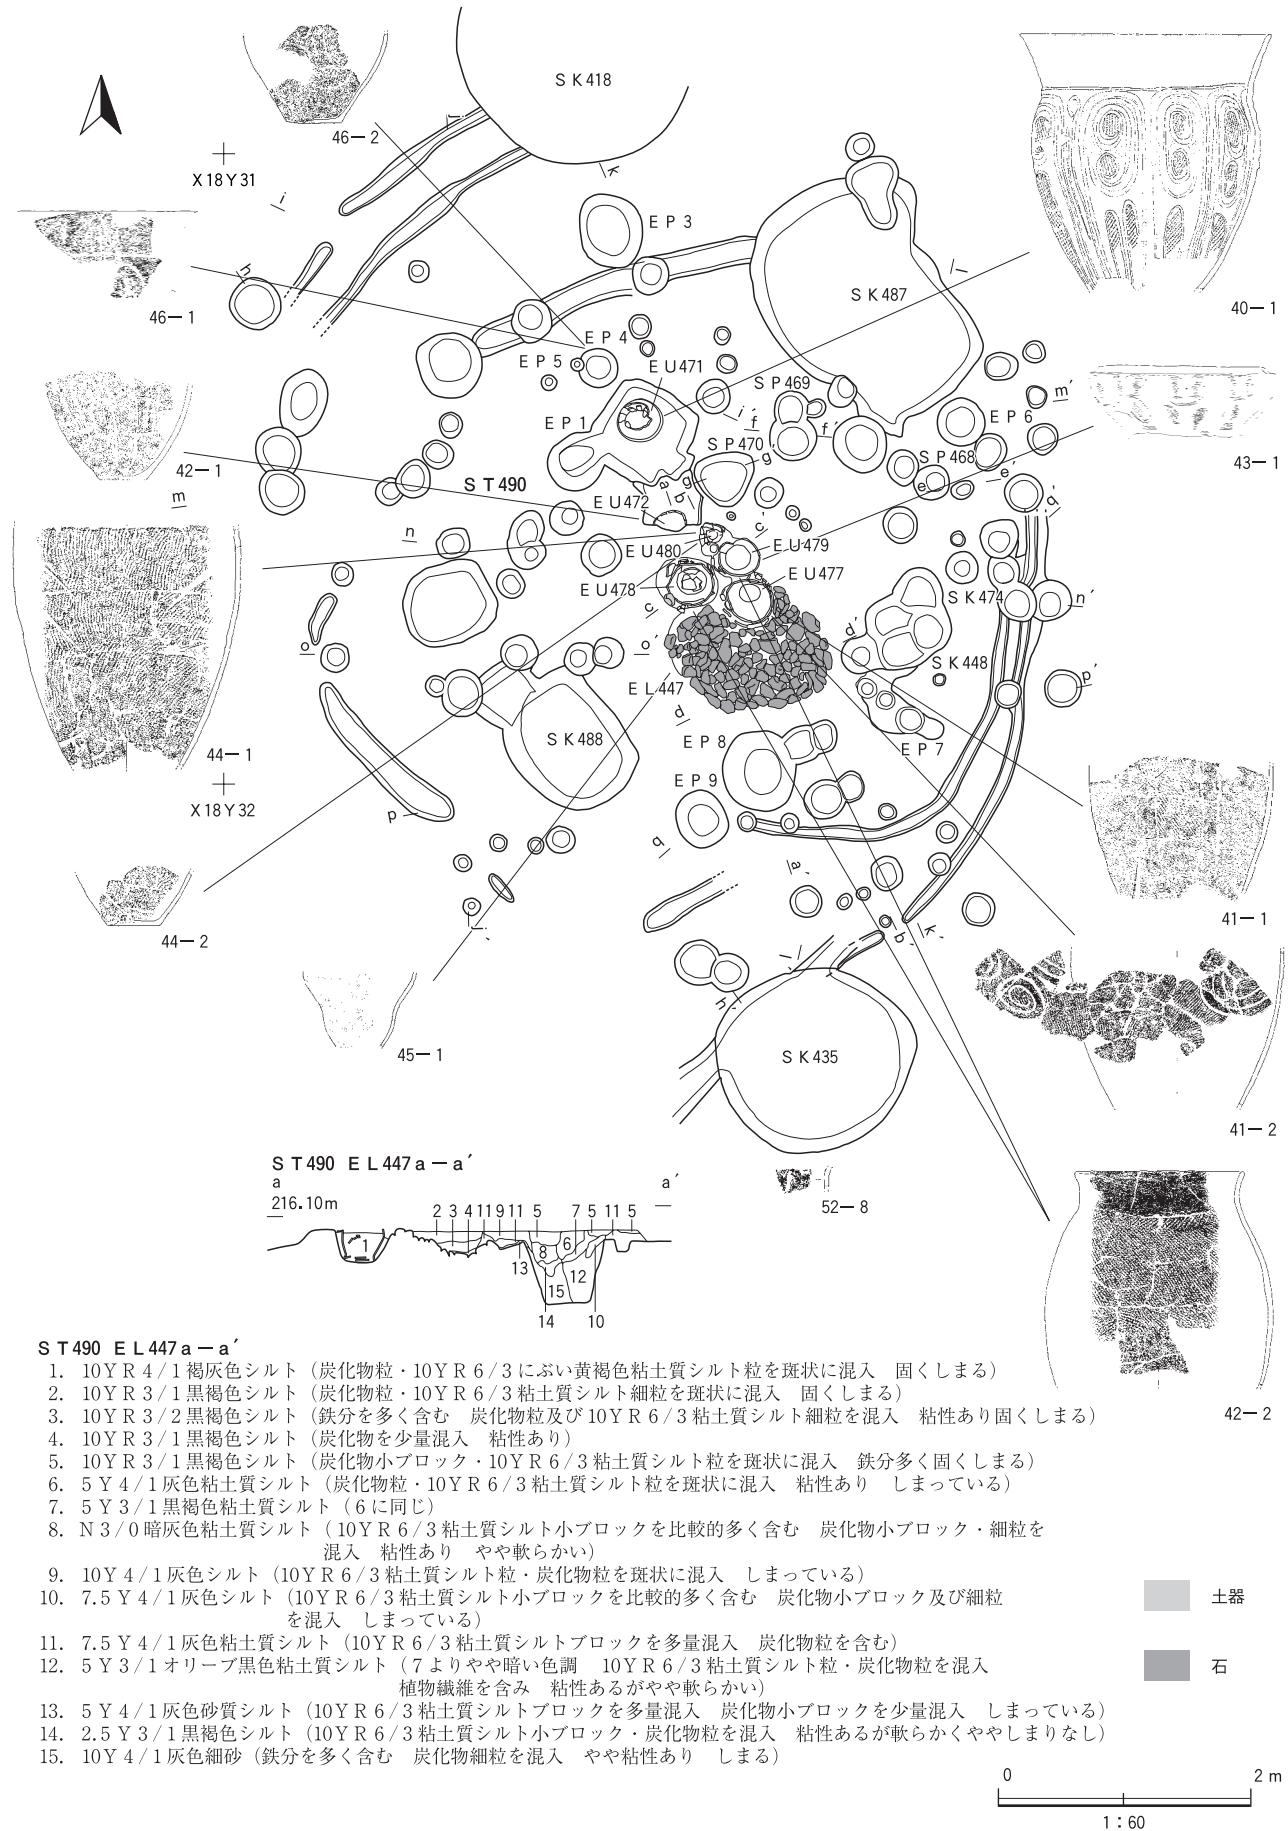 SK418
46―2
X18Y31
i
j
k
EP3
h
46―1
SK487
l
40―1
EP4
EP5
EU471
SP469
m´
EP1
i´
f
f´
EP6
43―1
42―1
SP470
g´
SP468
e
e´
m
ST490
a
b
g
q´
EU472
c´
n
EU480
EU479
EU478
EU477
c
SK474
n´
o
o´
d´
SK448
p´
EL447
d
44―1
SK488
EP8
EP7
X18Y32
EP9
p
q
a´
41―1
44―2
j´
b´
k´
l´
h´
45―1
SK435
41―2
52―8
42―2
ST490 EL447a―a´
a
a´
216.10m
2 3 4 11 9 11 5 7 5 11 5
1
8
6
13
15
12
14
10
ST490 EL447a―a´
1. 10YR4/1褐灰色シルト（炭化物粒・10YR6/3にぶい黄褐色粘土質シルト粒を斑状に混入　固くしまる）
2. 10YR3/1黒褐色シルト（炭化物粒・10YR6/3粘土質シルト細粒を斑状に混入　固くしまる）
3. 10YR3/2黒褐色シルト（鉄分を多く含む　炭化物粒及び10YR6/3粘土質シルト細粒を混入　粘性あり固くしまる）
4. 10YR3/1黒褐色シルト（炭化物を少量混入　粘性あり）
5. 10YR3/1黒褐色シルト（炭化物小ブロック・10YR6/3粘土質シルト粒を斑状に混入　鉄分多く固くしまる）
6. 5Y4/1灰色粘土質シルト（炭化物粒・10YR6/3粘土質シルト粒を斑状に混入　粘性あり　しまっている）
7. 5Y3/1黒褐色粘土質シルト（6に同じ）
8. N3/0暗灰色粘土質シルト（10YR6/3粘土質シルト小ブロックを比較的多く含む　炭化物小ブロック・細粒を
混入　粘性あり　やや軟らかい）
9. 10Y4/1灰色シルト（10YR6/3粘土質シルト粒・炭化物粒を斑状に混入　しまっている）
10. 7.5Y4/1灰色シルト（10YR6/3粘土質シルト小ブロックを比較的多く含む　炭化物小ブロック及び細粒
を混入　しまっている）
11. 7.5Y4/1灰色粘土質シルト（10YR6/3粘土質シルトブロックを多量混入　炭化物粒を含む）
12. 5Y3/1オリーブ黒色粘土質シルト（7よりやや暗い色調　10YR6/3粘土質シルト粒・炭化物粒を混入
植物繊維を含み　粘性あるがやや軟らかい）
13. 5Y4/1灰色砂質シルト（10YR6/3粘土質シルトブロックを多量混入　炭化物小ブロックを少量混入　しまっている）
14. 2.5Y3/1黒褐色シルト（10YR6/3粘土質シルト小ブロック・炭化物粒を混入　粘性あるが軟らかくややしまりなし）
15. 10Y4/1灰色細砂（鉄分を多く含む　炭化物細粒を混入　やや粘性あり　しまる）
土器
石
0
2m
1：60